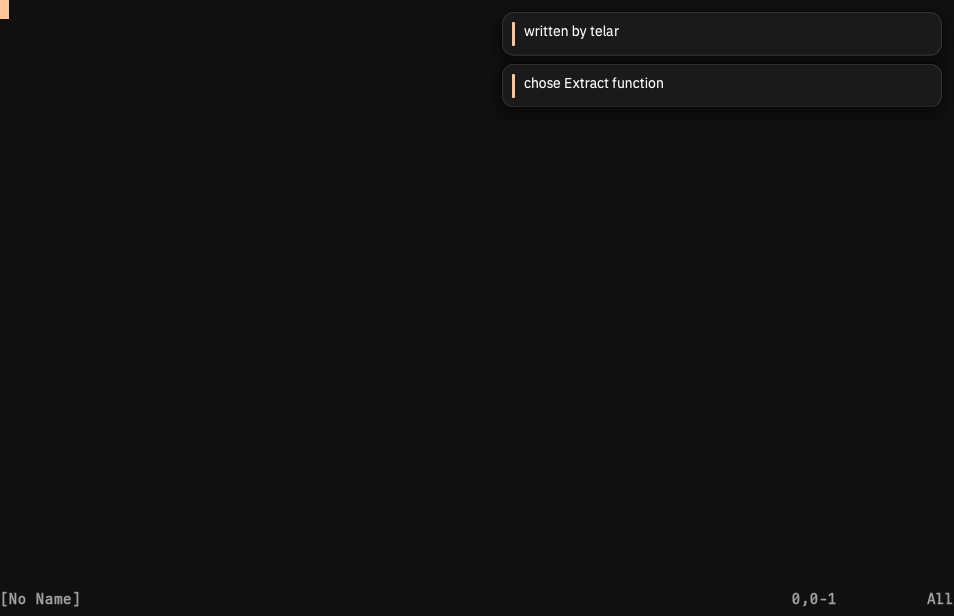 written by telar
chose Extract function
[No Name] 0,0-1 All